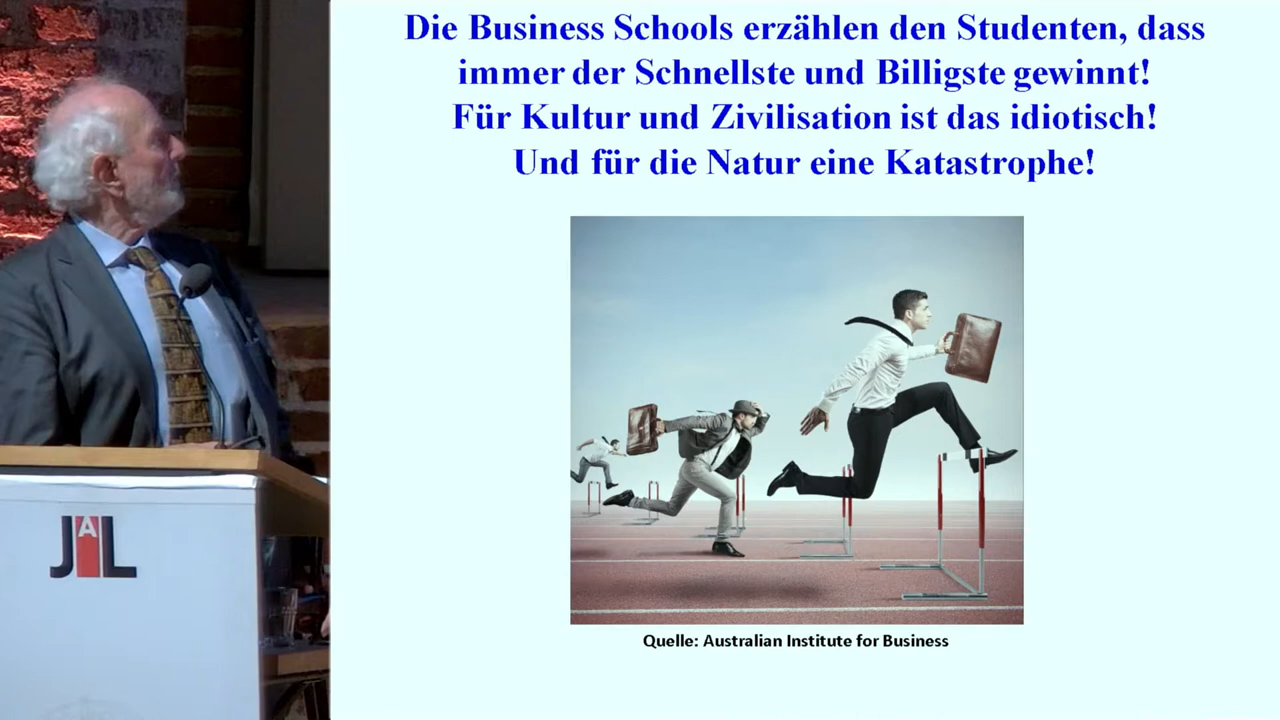 Die Business Schools erzählen den Studenten, dass
immer der Schnellste und Billigste gewinnt!
Für Kultur und Zivilisation ist das idiotisch!
Und für die Natur eine Katastrophe!
Quelle: Australian Institute for Business
JAL